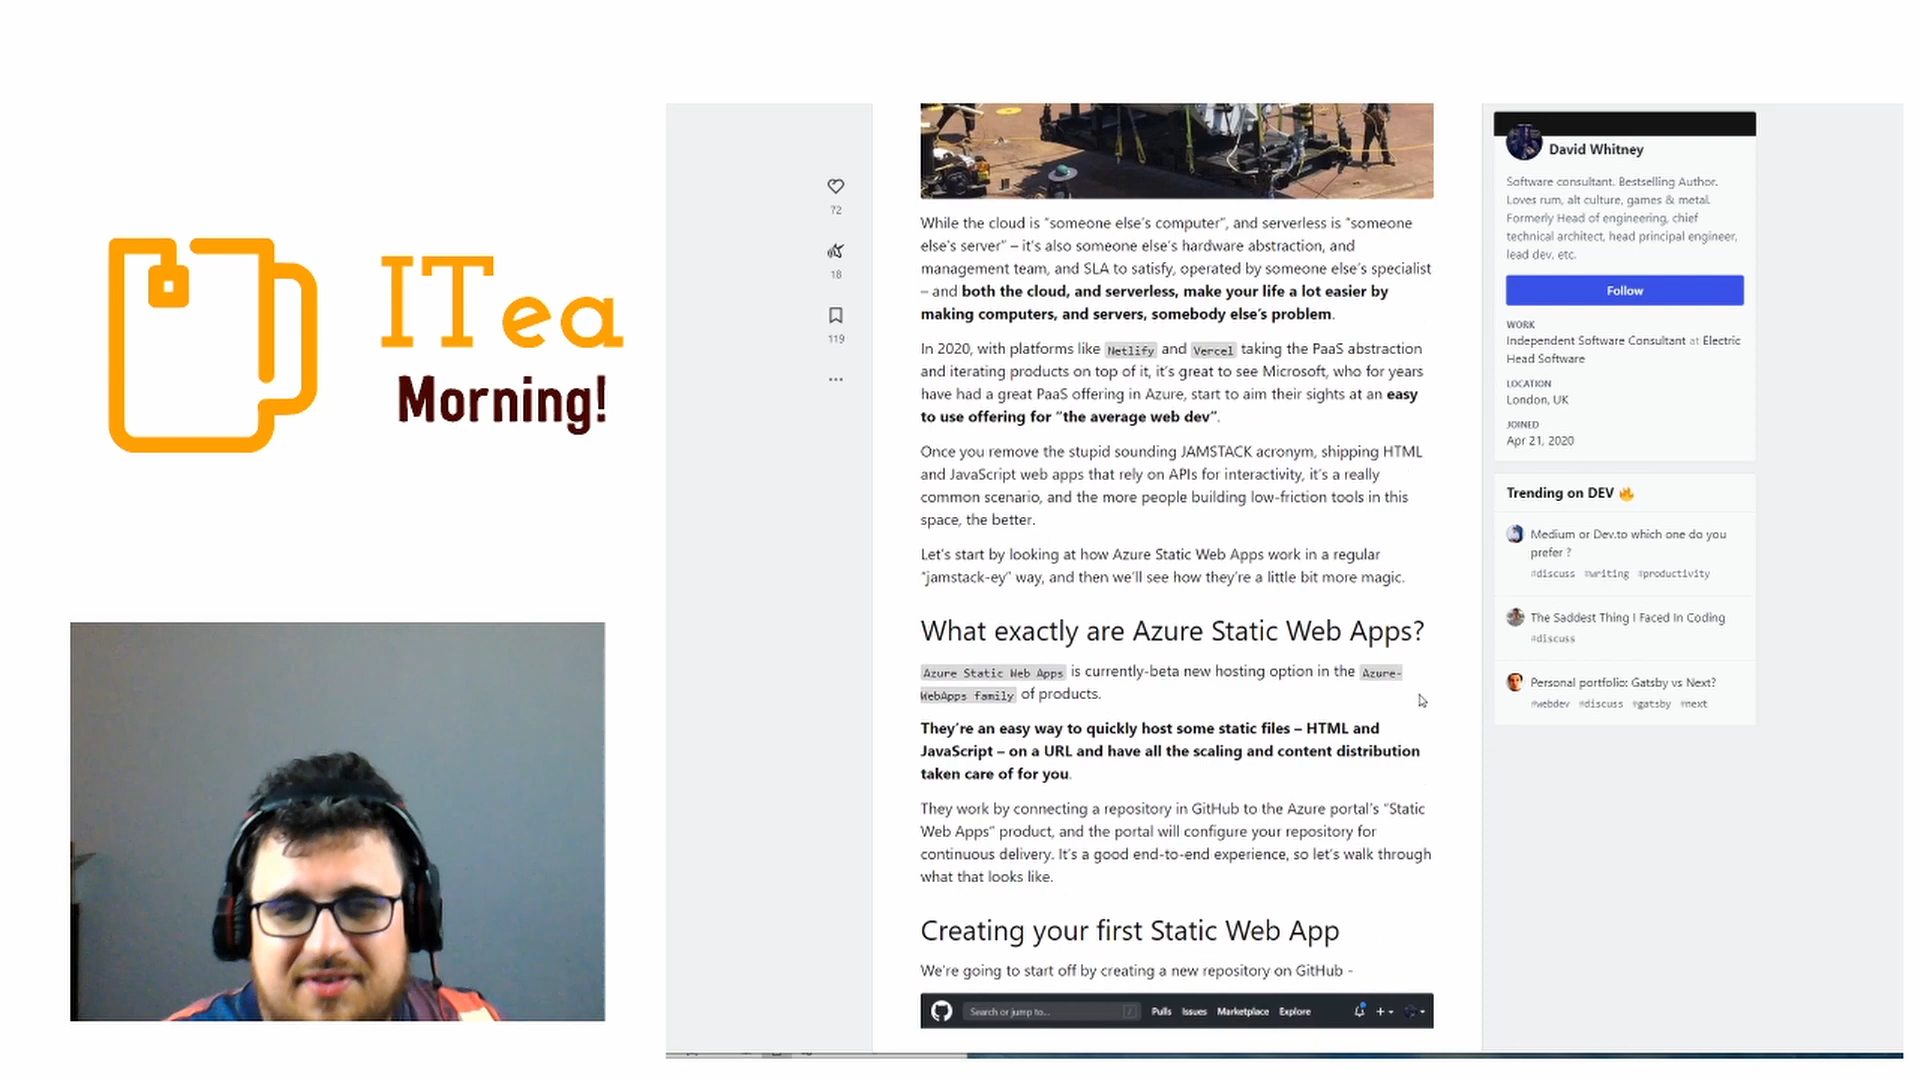 ITea
Morning!
72
18
119
While the cloud is “someone else’s computer”, and serverless is “someone
else’s server” – it’s also someone else’s hardware abstraction, and
management team, and SLA to satisfy, operated by someone else’s specialist
– and both the cloud, and serverless, make your life a lot easier by
making computers, and servers, somebody else’s problem.
In 2020, with platforms like Netlify and Vercel taking the PaaS abstraction
and iterating products on top of it, it’s great to see Microsoft, who for years
have had a great PaaS offering in Azure, start to aim their sights at an easy
to use offering for “the average web dev”.
Once you remove the stupid sounding JAMSTACK acronym, shipping HTML
and JavaScript web apps that rely on APIs for interactivity, it’s a really
common scenario, and the more people building low-friction tools in this
space, the better.
Let’s start by looking at how Azure Static Web Apps work in a regular
“jamstack-ey” way, and then we’ll see how they’re a little bit more magic.
What exactly are Azure Static Web Apps?
Azure Static Web Apps is currently-beta new hosting option in the Azure-
WebApps family of products.
They’re an easy way to quickly host some static files – HTML and
JavaScript – on a URL and have all the scaling and content distribution
taken care of for you.
They work by connecting a repository in GitHub to the Azure portal’s “Static
Web Apps” product, and the portal will configure your repository for
continuous delivery. It’s a good end-to-end experience, so let’s walk through
what that looks like.
Creating your first Static Web App
We’re going to start off by creating a new repository on GitHub -
Search or jump to... / Pulls Issues Marketplace Explore
David Whitney
Software consultant. Bestselling Author.
Loves rum, alt culture, games & metal.
Formerly Head of engineering, chief
technical architect, head principal engineer,
lead dev, etc.
Follow
WORK
Independent Software Consultant at Electric
Head Software
LOCATION
London, UK
JOINED
Apr 21, 2020
Trending on DEV 🔥
Medium or Dev.to which one do you
prefer ?
#discuss #writing #productivity
The Saddest Thing I Faced In Coding
#discuss
Personal portfolio: Gatsby vs Next?
#webdev #discuss #gatsby #next